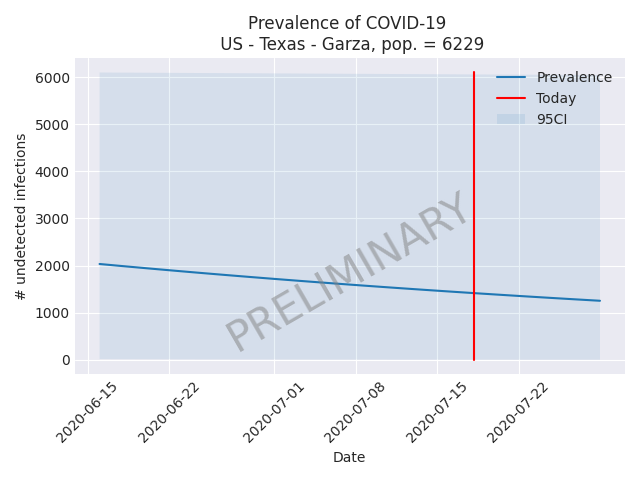 Prevalence of COVID-19
US - Texas - Garza, pop. = 6229
# undetected infections
6000
5000
4000
3000
2000
1000
0
Prevalence
Today
95CI
PRELIMINARY
2020-06-15
2020-06-22
2020-07-01
2020-07-08
2020-07-15
2020-07-22
Date